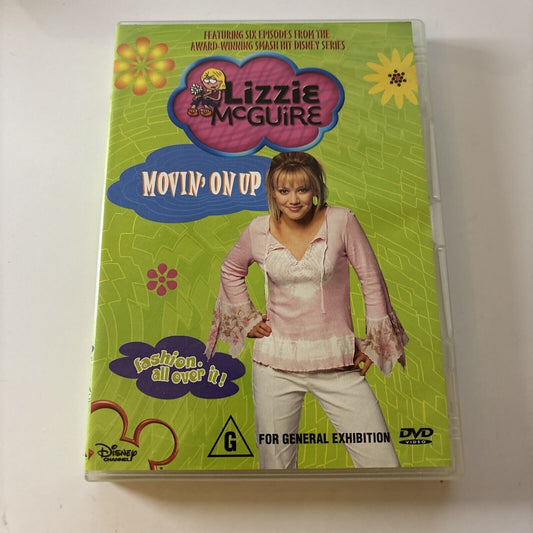 FEATURING SIX EPISODES FROM THE
AWARD-WINNING SMASH HIT DISNEY SERIES
LizziE
McGUiRE
MOVIN' ON UP
fashion.
all over it!
Disney
CHANNEL
G
FOR GENERAL EXHIBITION
DVD
VIDEO